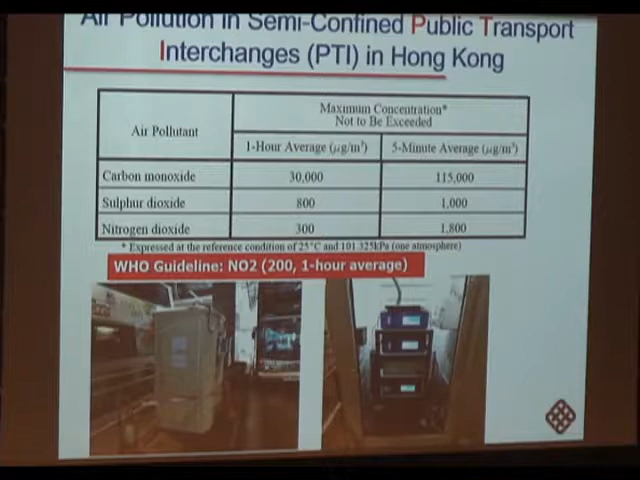 Air Pollution in Semi-Confined Public Transport
Interchanges (PTI) in Hong Kong
Air Pollutant
Maximum Concentration*
Not to Be Exceeded
1-Hour Average (μg/m³)
5-Minute Average (μg/m³)
Carbon monoxide 30,000 115,000
Sulphur dioxide 800 1,000
Nitrogen dioxide 300 1,800
* Expressed at the reference condition of 25°C and 101.325kPa (one atmosphere)
WHO Guideline: NO2 (200, 1-hour average)